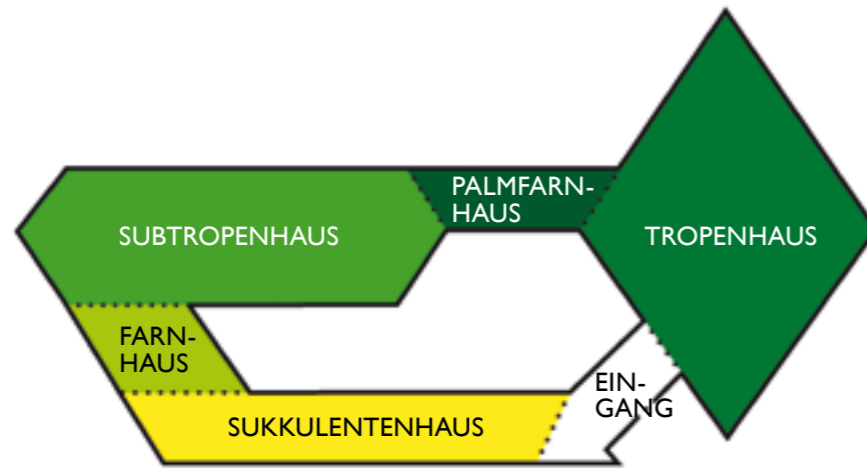 PALMFARN-
HAUS
SUBTROPENHAUS
TROPENHAUS
FARN-
HAUS
EIN-
GANG
SUKKULENTENHAUS